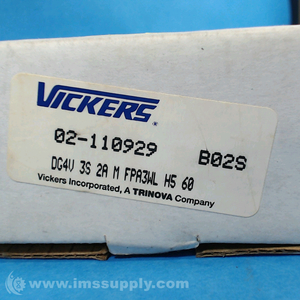 VICKERS®
02-110929 B02S
DG4V 3S 2A M FPA3WL H5 60
Vickers Incorporated, A TRINOVA Company
www.imssupply.com